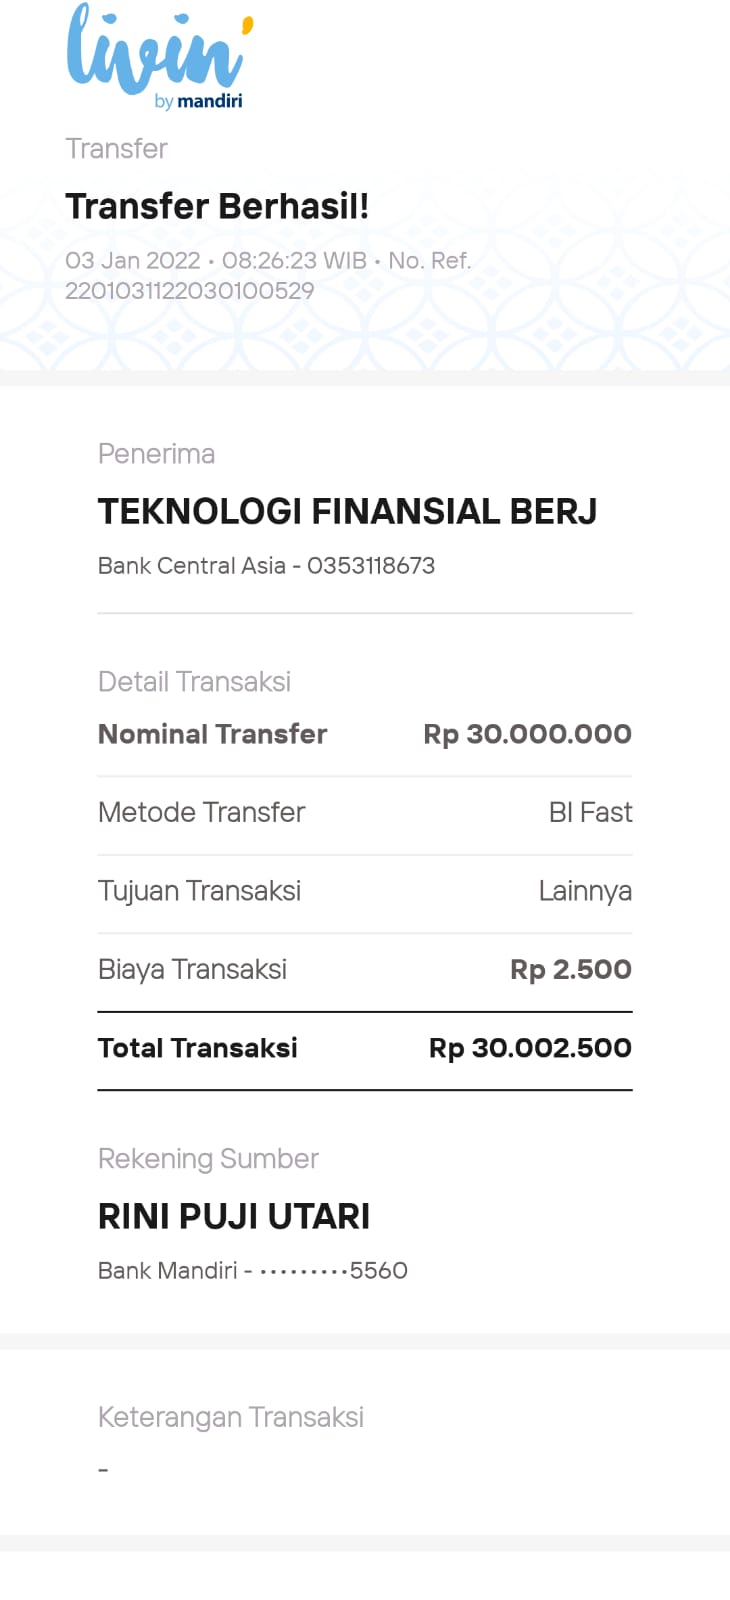 livin'
by mandiri
Transfer
Transfer Berhasil!
03 Jan 2022 • 08:26:23 WIB • No. Ref.
2201031122030100529
Penerima
TEKNOLOGI FINANSIAL BERJ
Bank Central Asia - 0353118673
Detail Transaksi
Nominal Transfer Rp 30.000.000
Metode Transfer BI Fast
Tujuan Transaksi Lainnya
Biaya Transaksi Rp 2.500
Total Transaksi Rp 30.002.500
Rekening Sumber
RINI PUJI UTARI
Bank Mandiri - •••••••••5560
Keterangan Transaksi
-